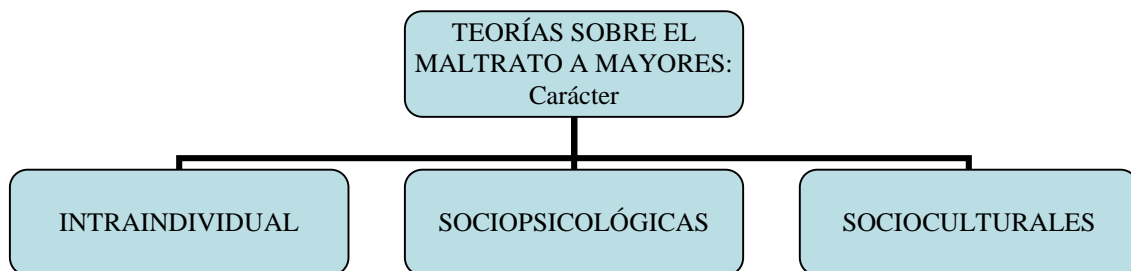 TEORÍAS SOBRE EL
MALTRATO A MAYORES:
Carácter
INTRAINDIVIDUAL
SOCIOPSICOLÓGICAS
SOCIOCULTURALES